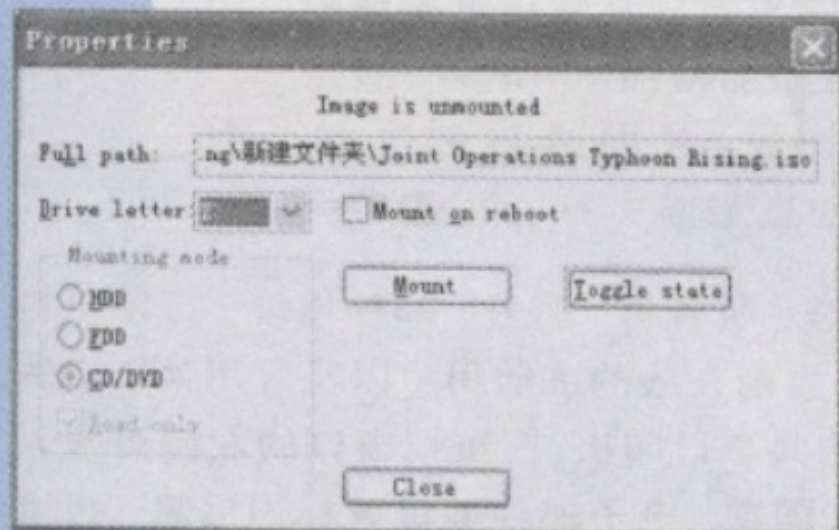 Properties
Image is unmounted
Full path: .ng\新建文件夹\Joint Operations Typhoon Rising.iso
Drive letter: Mount on reboot
Mounting mode
HDD
Mount Toggle state
FDD
CD/DVD
Read only
Close